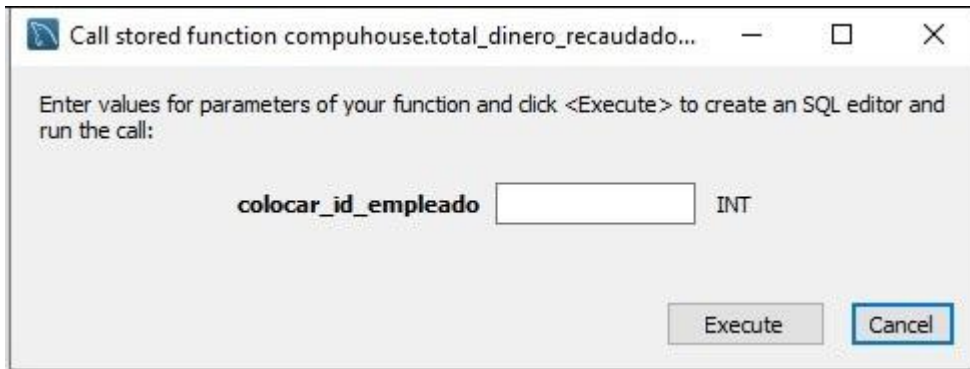 Call stored function compuhouse.total_dinero_recaudado...
Enter values for parameters of your function and click <Execute> to create an SQL editor and
run the call:
colocar_id_empleado INT
Execute Cancel